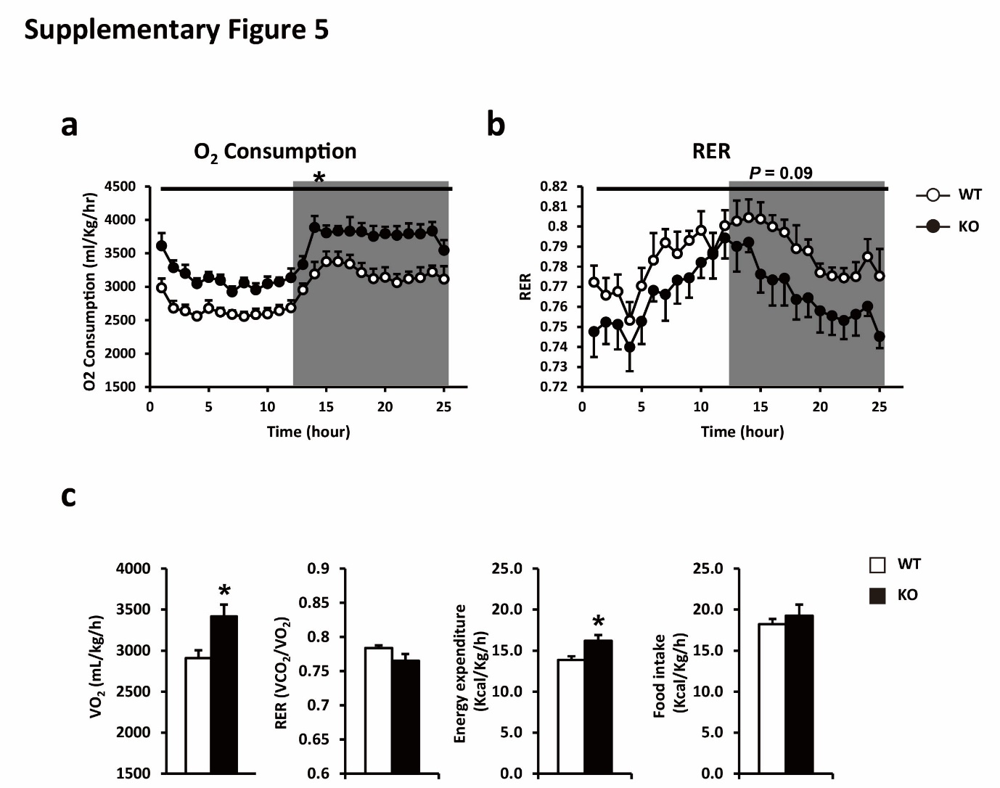 Supplementary Figure 5
a
O2 Consumption
*
O2 Consumption (ml/Kg/hr)
4500
4000
3500
3000
2500
2000
1500
0 5 10 15 20 25
Time (hour)
b
RER
P = 0.09
RER
0.82
0.81
0.8
0.79
0.78
0.77
0.76
0.75
0.74
0.73
0.72
0 5 10 15 20 25
Time (hour)
WT
KO
c
VO2 (mL/kg/h)
4000
3500
3000
2500
2000
1500
*
RER (VCO2/VO2)
0.9
0.85
0.8
0.75
0.7
0.65
0.6
Energy expenditure
(Kcal/Kg/h)
25.0
20.0
15.0
10.0
5.0
0.0
*
Food intake
(Kcal/Kg/h)
25.0
20.0
15.0
10.0
5.0
0.0
WT
KO